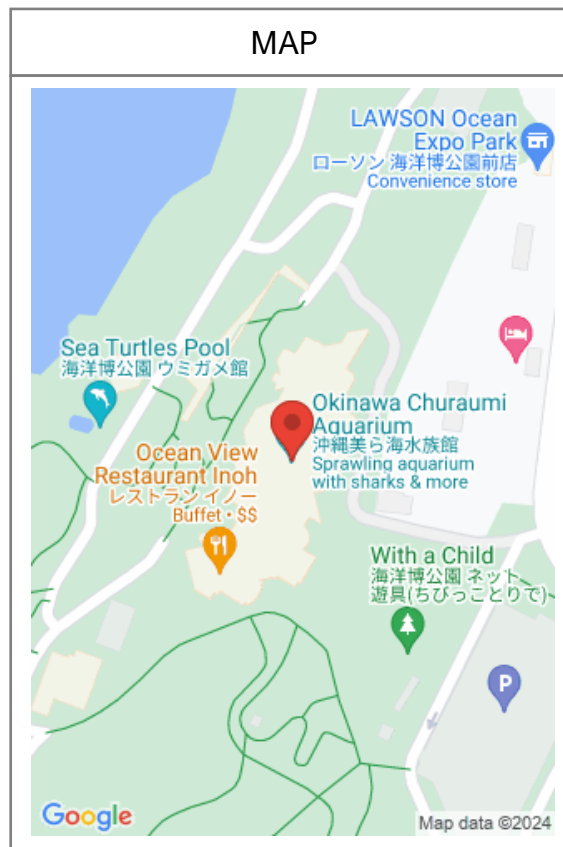 MAP
LAWSON Ocean
Expo Park
ローソン 海洋博公園前店
Convenience store
Sea Turtles Pool
海洋博公園 ウミガメ館
Okinawa Churaumi
Aquarium
沖縄美ら海水族館
Sprawling aquarium
with sharks & more
Ocean View
Restaurant Inoh
レストラン イノー
Buffet • $$
With a Child
海洋博公園 ネット
遊具(ちびっことりで)
P
Google
Map data ©2024